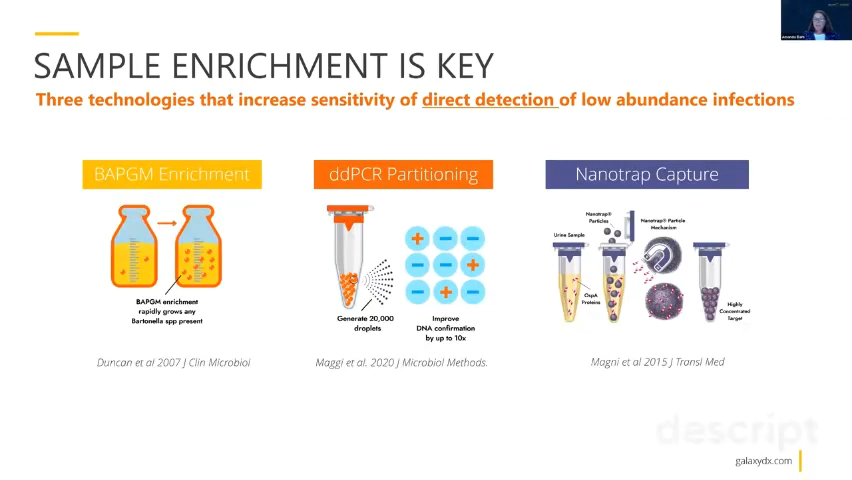 SAMPLE ENRICHMENT IS KEY
Three technologies that increase sensitivity of direct detection of low abundance infections
BAPGM Enrichment
BAPGM enrichment
rapidly grows any
Bartonella spp present
Duncan et al 2007 J Clin Microbiol
ddPCR Partitioning
Generate 20,000
droplets
Improve
DNA confirmation
by up to 10x
Maggi et al. 2020 J Microbiol Methods.
Nanotrap Capture
Urine Sample
Nanotrap® 
Particles
Nanotrap® Particle
Mechanism
OspA
Proteins
Highly
Concentrated
Target
Magni et al 2015 J Transl Med
descript
galaxydx.com